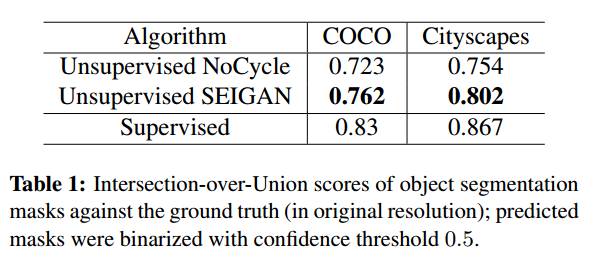 Algorithm COCO Cityscapes
Unsupervised NoCycle 0.723 0.754
Unsupervised SEIGAN 0.762 0.802
Supervised 0.83 0.867
Table 1: Intersection-over-Union scores of object segmentation
masks against the ground truth (in original resolution); predicted
masks were binarized with confidence threshold 0.5.